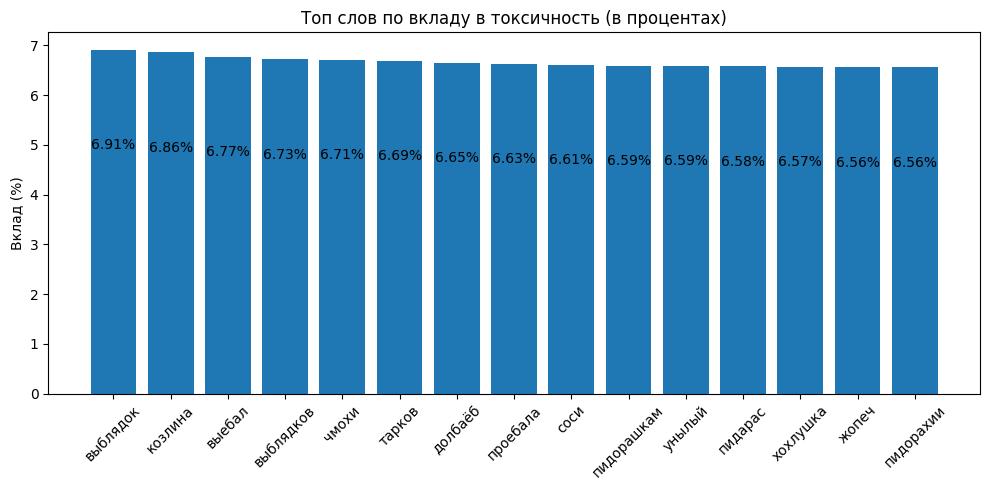 Топ слов по вкладу в токсичность (в процентах)
Вклад (%)
7
6
5
4
3
2
1
0
6.91% 6.86% 6.77% 6.73% 6.71% 6.69% 6.65% 6.63% 6.61% 6.59% 6.59% 6.58% 6.57% 6.56% 6.56%
выблядок козлина выебал выблядков чмохи тарков долбаёб проебала соси пидорашкам унылый пидарас хохлушка жопеч пидорахии